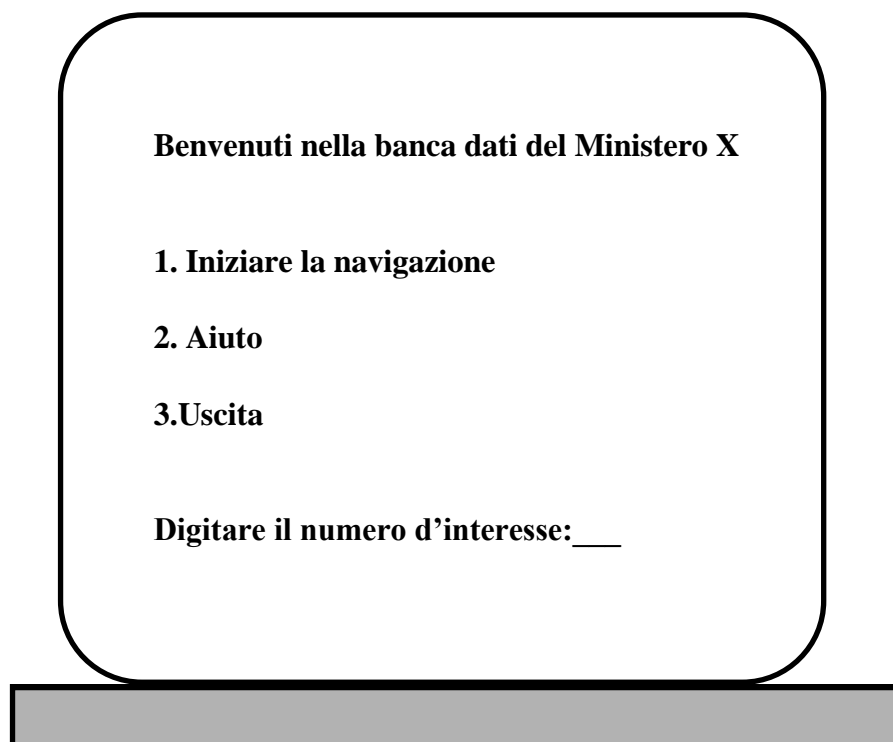 Benvenuti nella banca dati del Ministero X
1. Iniziare la navigazione
2. Aiuto
3.Uscita
Digitare il numero d’interesse:___